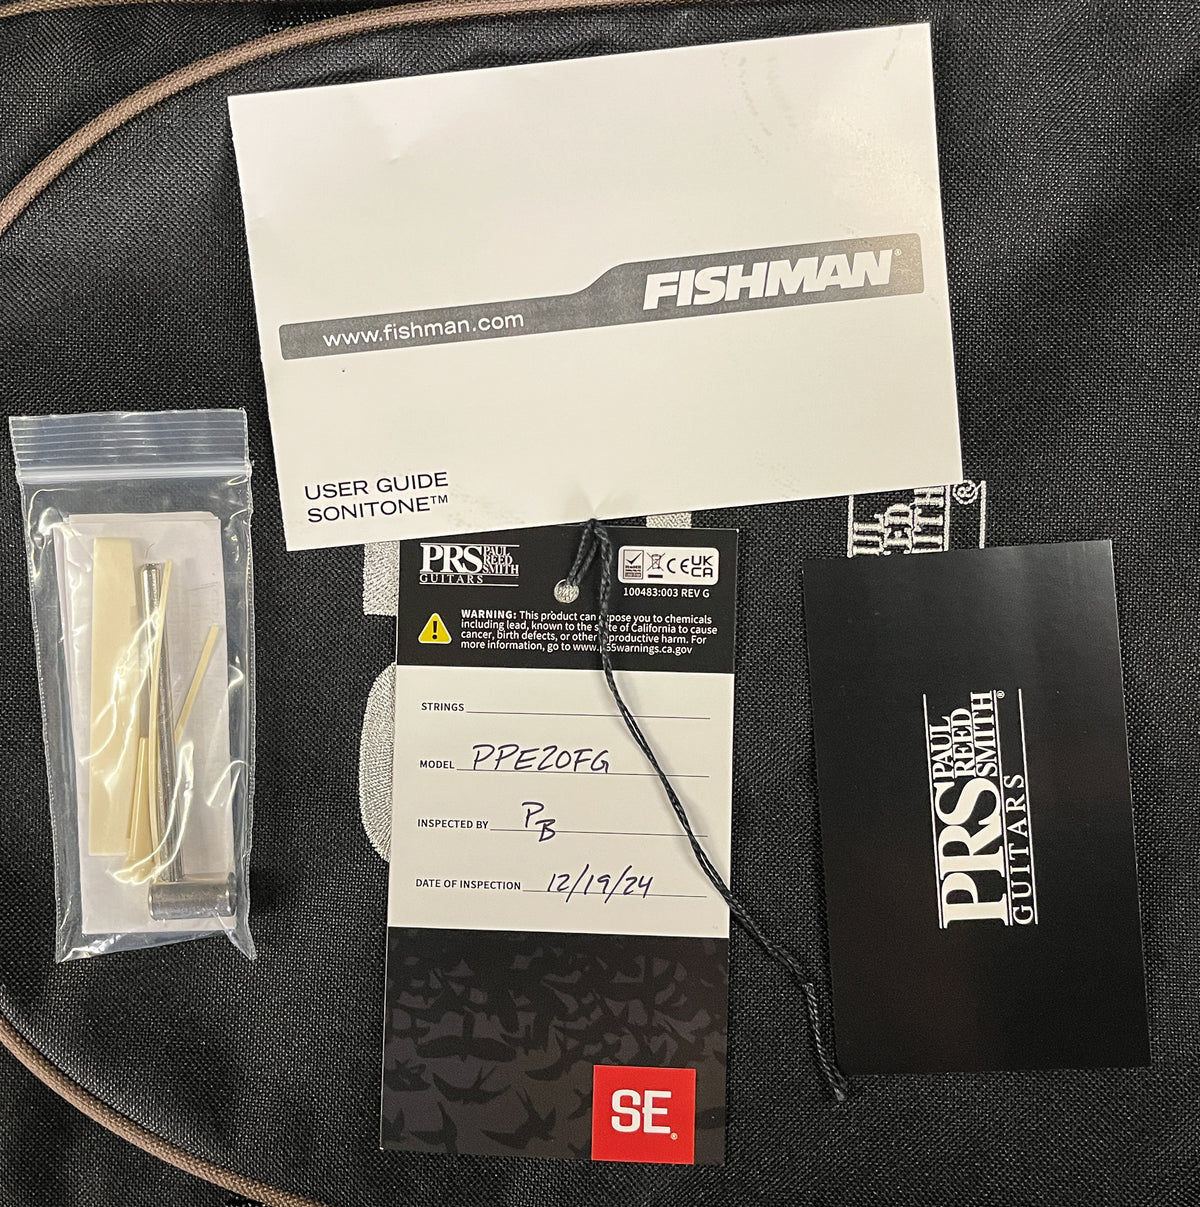 FISHMAN®
www.fishman.com
USER GUIDE
SONITONE™
PRS PAUL REED SMITH
GUITARS
CE UK CA
100483:003 REV G
WARNING: This product can expose you to chemicals
including lead, known to the state of California to cause
cancer, birth defects, or other reproductive harm. For
more information, go to www.p65warnings.ca.gov
STRINGS
MODEL PPE20FG
INSPECTED BY PB
DATE OF INSPECTION 12/19/24
SE®
PRS PAUL REED SMITH®
GUITARS